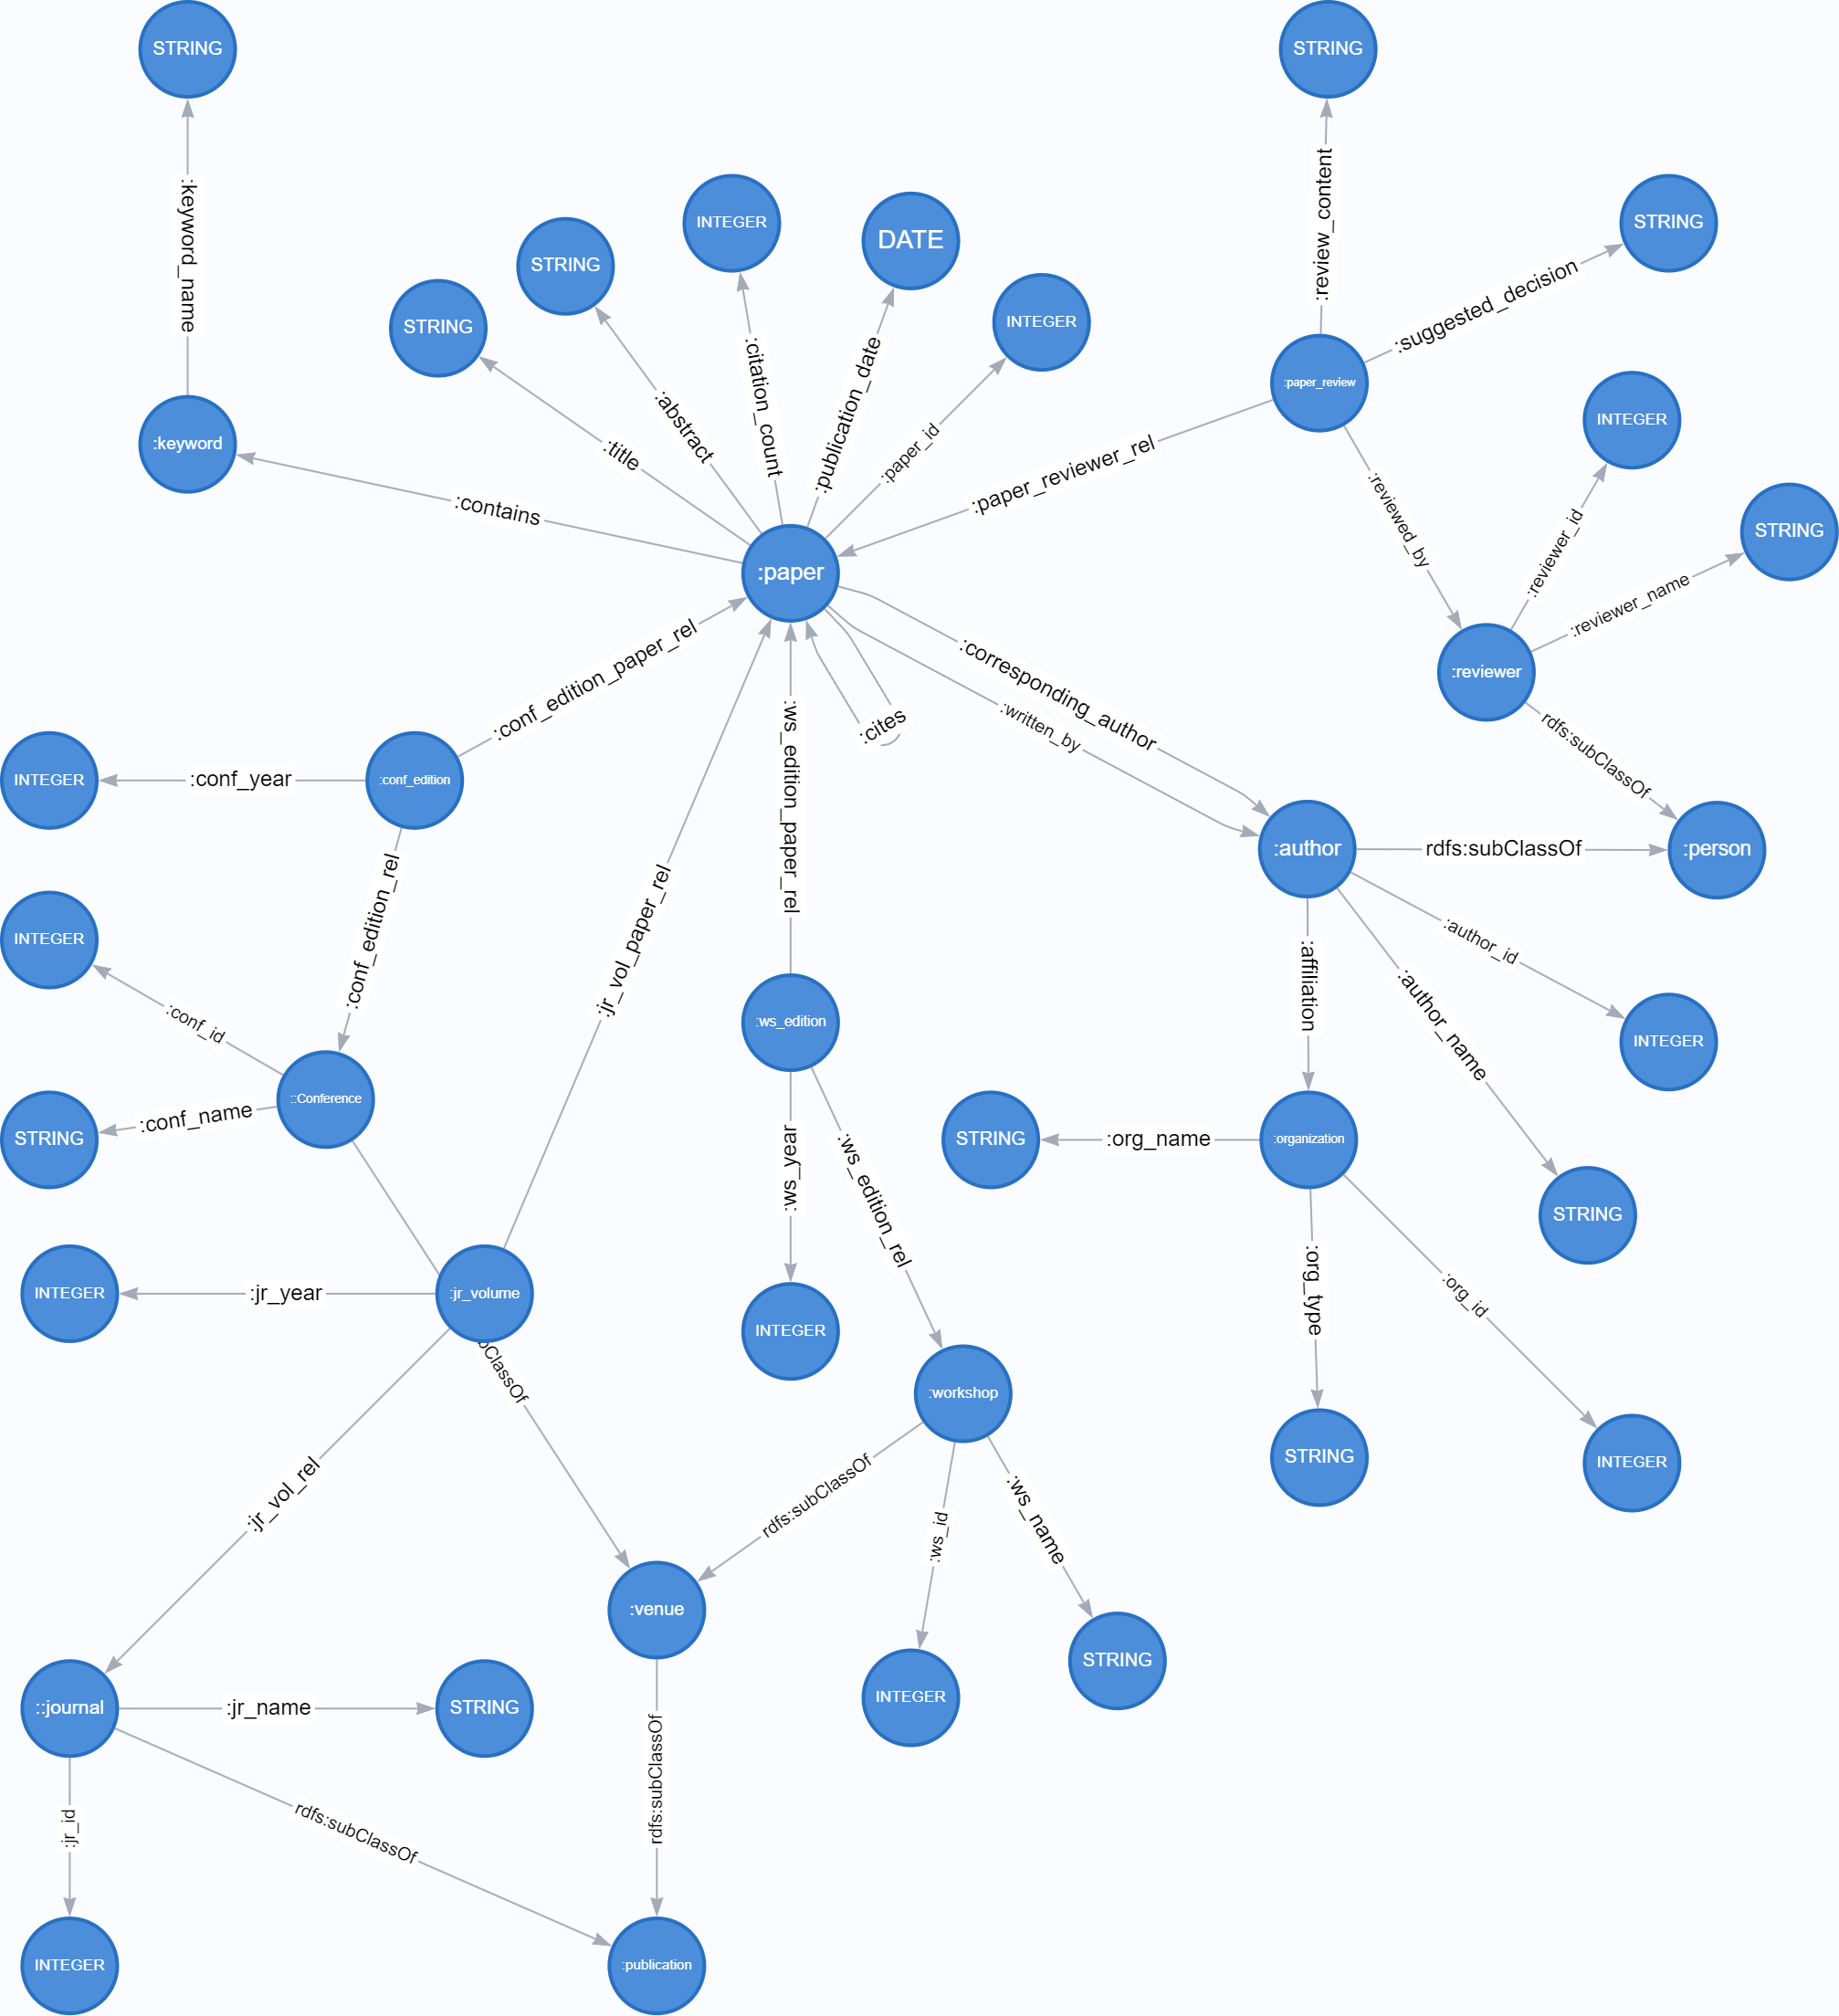 STRING
STRING
:keyword_name
:review_content
INTEGER
DATE
STRING
STRING
STRING
INTEGER
:suggested_decision
:citation_count
:publication_date
:paper_review
:abstract
:title
:paper_id
INTEGER
:keyword
:contains
:paper_reviewer_rel
:reviewed_by
:reviewer_id
STRING
:reviewer_name
:paper
:reviewer
:conf_edition_paper_rel
:corresponding_author
:written_by
:cites
rdfs:subClassOf
INTEGER
:conf_year
:conf_edition
:ws_edition_paper_rel
:author
rdfs:subClassOf
:person
:conf_edition_rel
:jr_vol_paper_rel
INTEGER
:conf_id
:affiliation
:author_id
:author_name
:ws_edition
INTEGER
::Conference
:conf_name
STRING
STRING
:org_name
:organization
:ws_year
:ws_edition_rel
STRING
INTEGER
:jr_year
:jr_volume
:org_type
:org_id
INTEGER
bClassOf
:workshop
STRING
INTEGER
:jr_vol_rel
rdfs:subClassOf
:ws_id
:ws_name
:venue
STRING
INTEGER
::journal
:jr_name
STRING
:jr_id
rdfs:subClassOf
rdfs:subClassOf
INTEGER
:publication